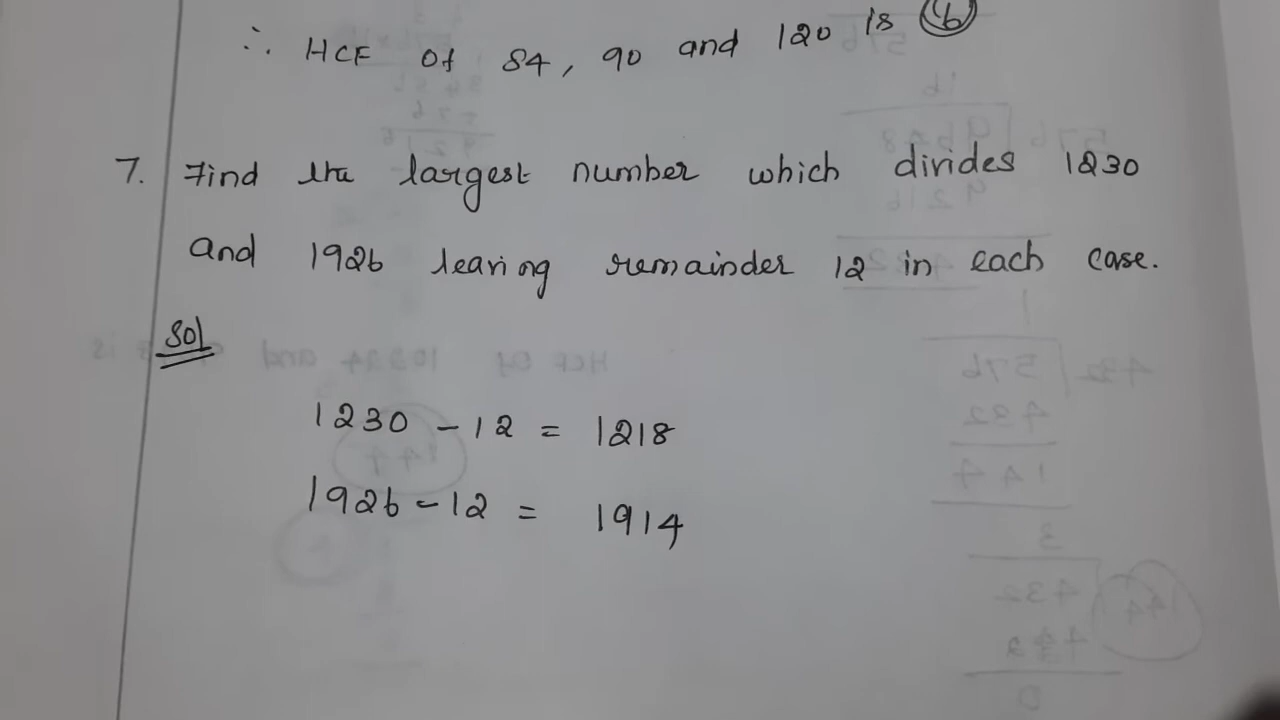 ∴ HCF of 84, 90 and 120 is 6
7. Find the largest number which divides 1230
and 1926 leaving remainder 12 in each case.
Sol
1230 - 12 = 1218
1926 - 12 = 1914